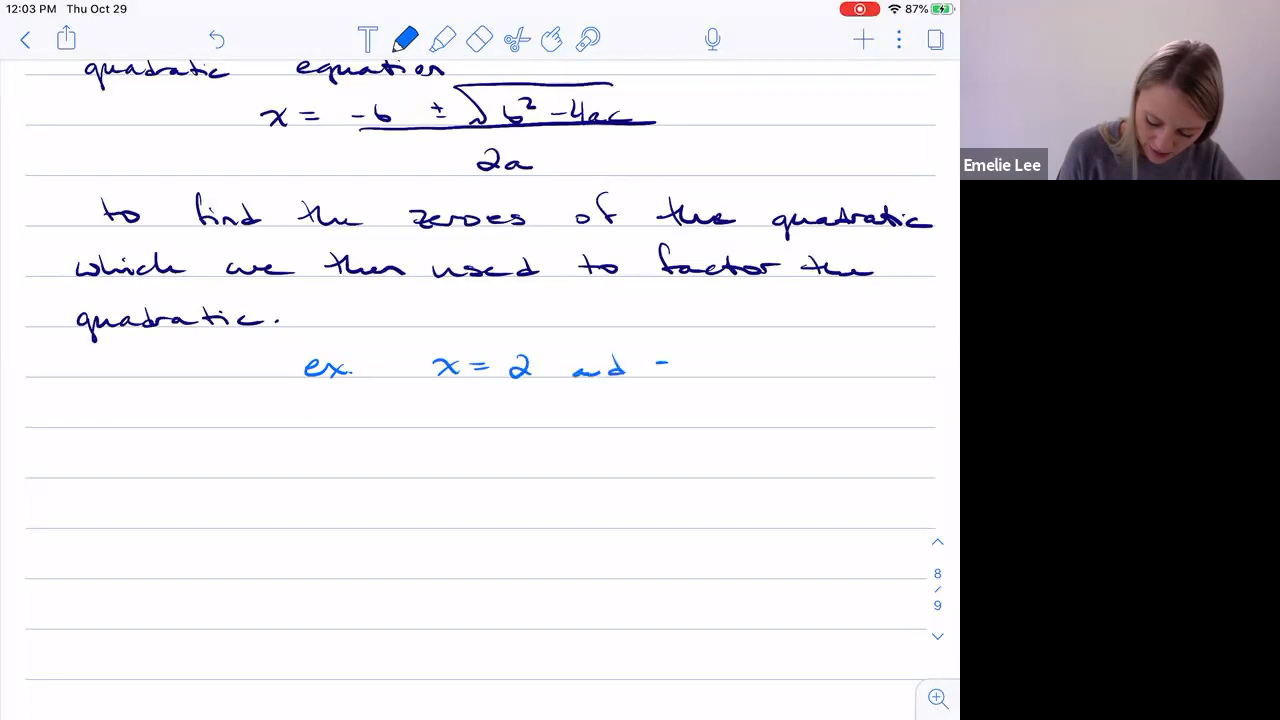 12:03 PM Thu Oct 29
87%
T
quadratic equation
x = -b ± √b² - 4ac
2a
to find the zeroes of the quadratic
which we then used to factor the
quadratic.
ex. x = 2 and -
8
/
9
Emelie Lee